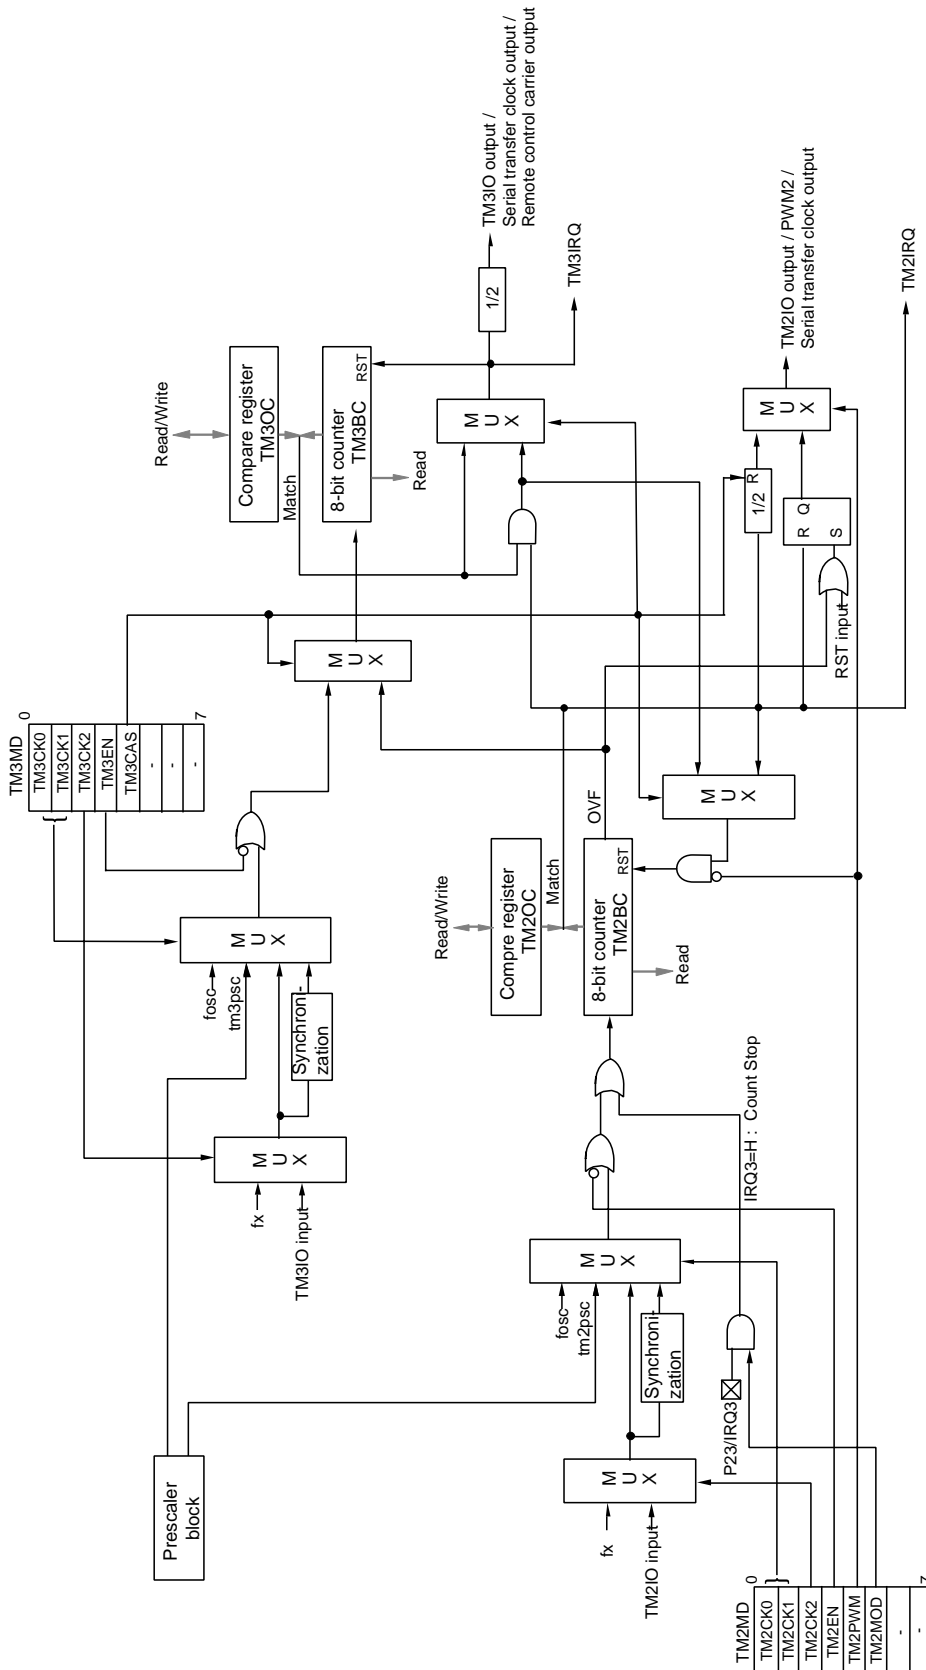 TM3MD
0
TM3CK0
TM3CK1
TM3CK2
TM3EN
TM3CAS
-
-
-
7
Read/Write
Compare register
TM3OC
Match
8-bit counter
TM3BC
RST
Read
M
U
X
1/2
TM3IO output /
Serial transfer clock output /
Remote control carrier output
TM3IRQ
M
U
X
M
U
X
fosc
tm3psc
Synchroni-
zation
M
U
X
fx
TM3IO input
Prescaler
block
Read/Write
Compre register
TM2OC
Match
8-bit counter
TM2BC
RST
OVF
Read
M
U
X
1/2
R
R Q
S
RST input
M
U
X
TM2IO output / PWM2 /
Serial transfer clock output
TM2IRQ
M
U
X
fosc
tm2psc
Synchroni-
zation
M
U
X
fx
TM2IO input
P23/IRQ3
IRQ3=H : Count Stop
TM2MD
0
TM2CK0
TM2CK1
TM2CK2
TM2EN
TM2PWM
TM2MOD
-
-
7